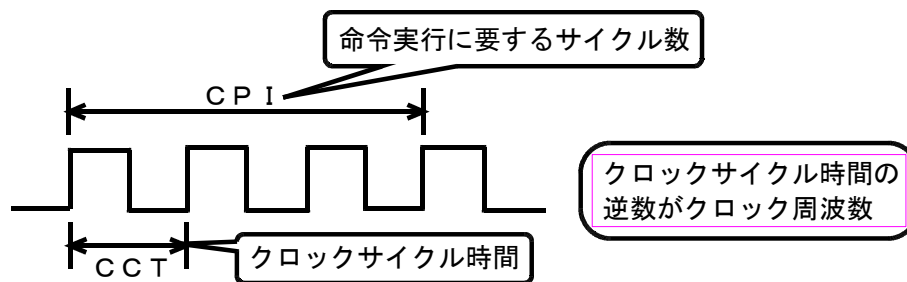 命令実行に要するサイクル数
ＣＰＩ
クロックサイクル時間の
逆数がクロック周波数
クロックサイクル時間
ＣＣＴ